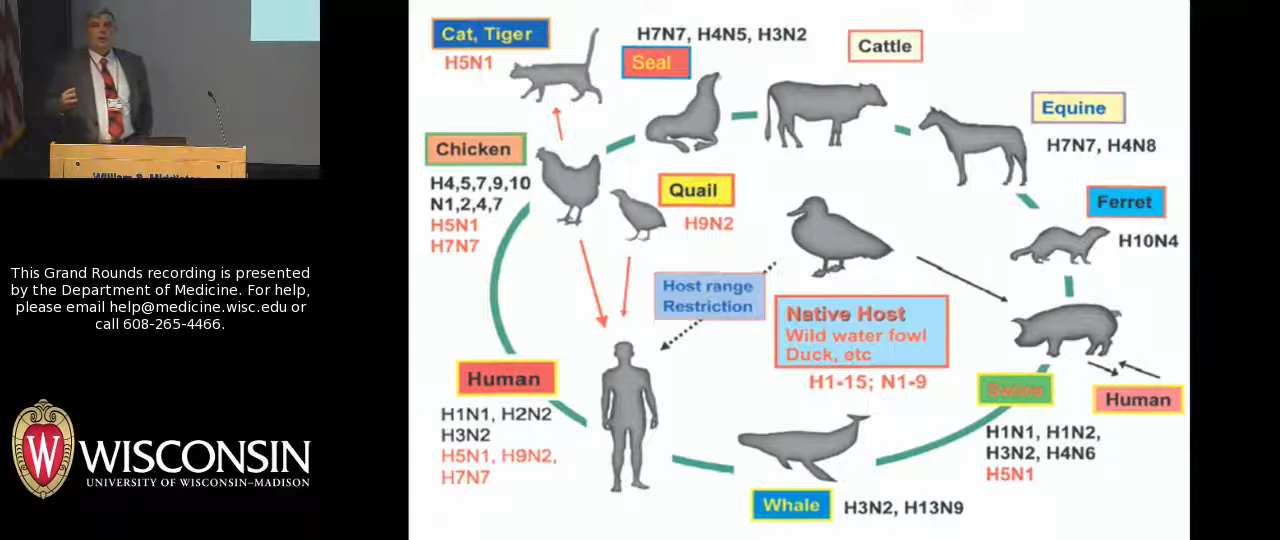 William S. Middleton
This Grand Rounds recording is presented
by the Department of Medicine. For help,
please email help@medicine.wisc.edu or
call 608-265-4466.
W
WISCONSIN
UNIVERSITY OF WISCONSIN–MADISON
Cat, Tiger
H5N1
H7N7, H4N5, H3N2
Seal
Cattle
Equine
H7N7, H4N8
Chicken
H4,5,7,9,10
N1,2,4,7
H5N1
H7N7
Quail
H9N2
Ferret
H10N4
Host range
Restriction
Native Host
Wild water fowl
Duck, etc
H1-15; N1-9
Human
H1N1, H2N2
H3N2
H5N1, H9N2,
H7N7
Swine
Human
H1N1, H1N2,
H3N2, H4N6
H5N1
Whale
H3N2, H13N9